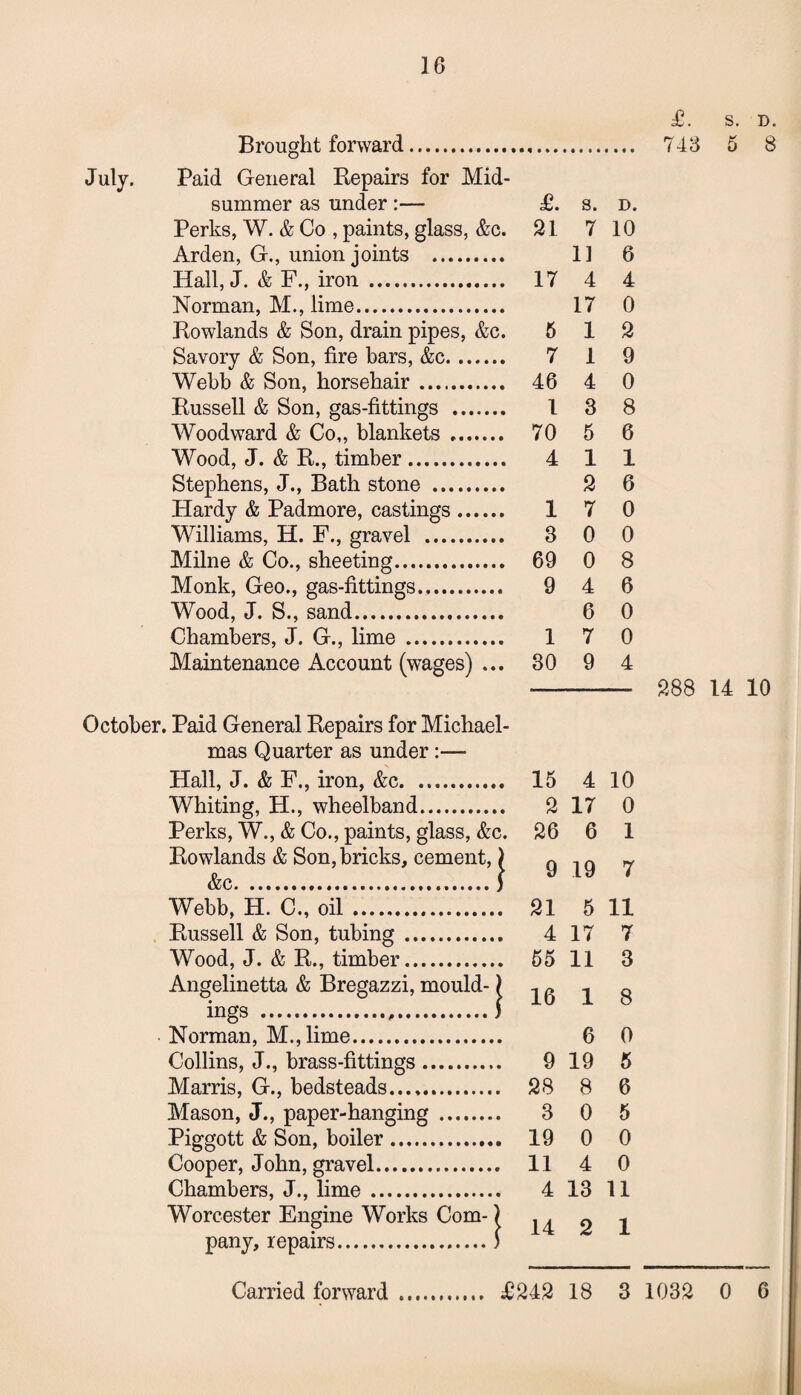 16
£. S. D.
Brought forward.................................. 743 5 8
July. Paid General Repairs for Mid-
summer as under :— £. S. D.
Perks, W. & Co , paints, glass, &c. 21 7 10
Arden, G., union joints .......... 11 6
Hall, J. & F., iron ................... 17 4 4
Norman, M., lime.................... 17 0
Rowlands & Son, drain pipes, &c. 5 1 2
Savory & Son, fire bars, &c. ...... 7 1 9
Webb & Son, horsehair ............ 46 4 0
Russell & Son, gas-fittings ....... 1 3 8
Woodward & Co,, blankets ....... 70 5 6
Wood, J. & R., timber ............. 4 1 1
Stephens, J., Bath stone .......... 2 6
Hardy & Padmore, castings ...... 1 7 0
Williams, H. F., gravel ........... 3 0 0
Milne & Co., sheeting............... 69 0 8
Monk, Geo., gas-fittings............ 9 4 6
Wood, J. S., sand.................... 6 0
Chambers, J. G., lime ............. 1 7 0
Maintenance Account (wages) ... 30 9 4
288 14 10
October. Paid General Repairs for Michael-
mas Quarter as under :—
Hall, J. & F., iron, &c. ............ 15 4 10
Whiting, H., wheelband............ 2 17 0
Perks, W., & Co., paints, glass, &c. 26 6 1
Rowlands & Son, bricks, cement, }
&c. ................................. } 9 19 7
Webb, H. C., oil .................... 21 5 11
Russell & Son, tubing ............. 4 17 7
Wood, J. & R., timber............. 55 11 3
Angelinetta & Bregazzi, mould- }
ings ................................ } 16 1 8
Norman, M., lime.................... 6 0
Collins, J., brass-fittings ........... 9 19 5
Marris, G., bedsteads............... 28 8 6
Mason, J., paper-hanging ......... 3 0 5
Piggott & Son, boiler ............... 19 0 0
Cooper, John, gravel................. 11 4 0
Chambers, J., lime .................. 4 13 11
Worcester Engine Works Com- }
pany, repairs...................... } 14 2 1
Carried forward ............ £242 18 3 1032 0 6